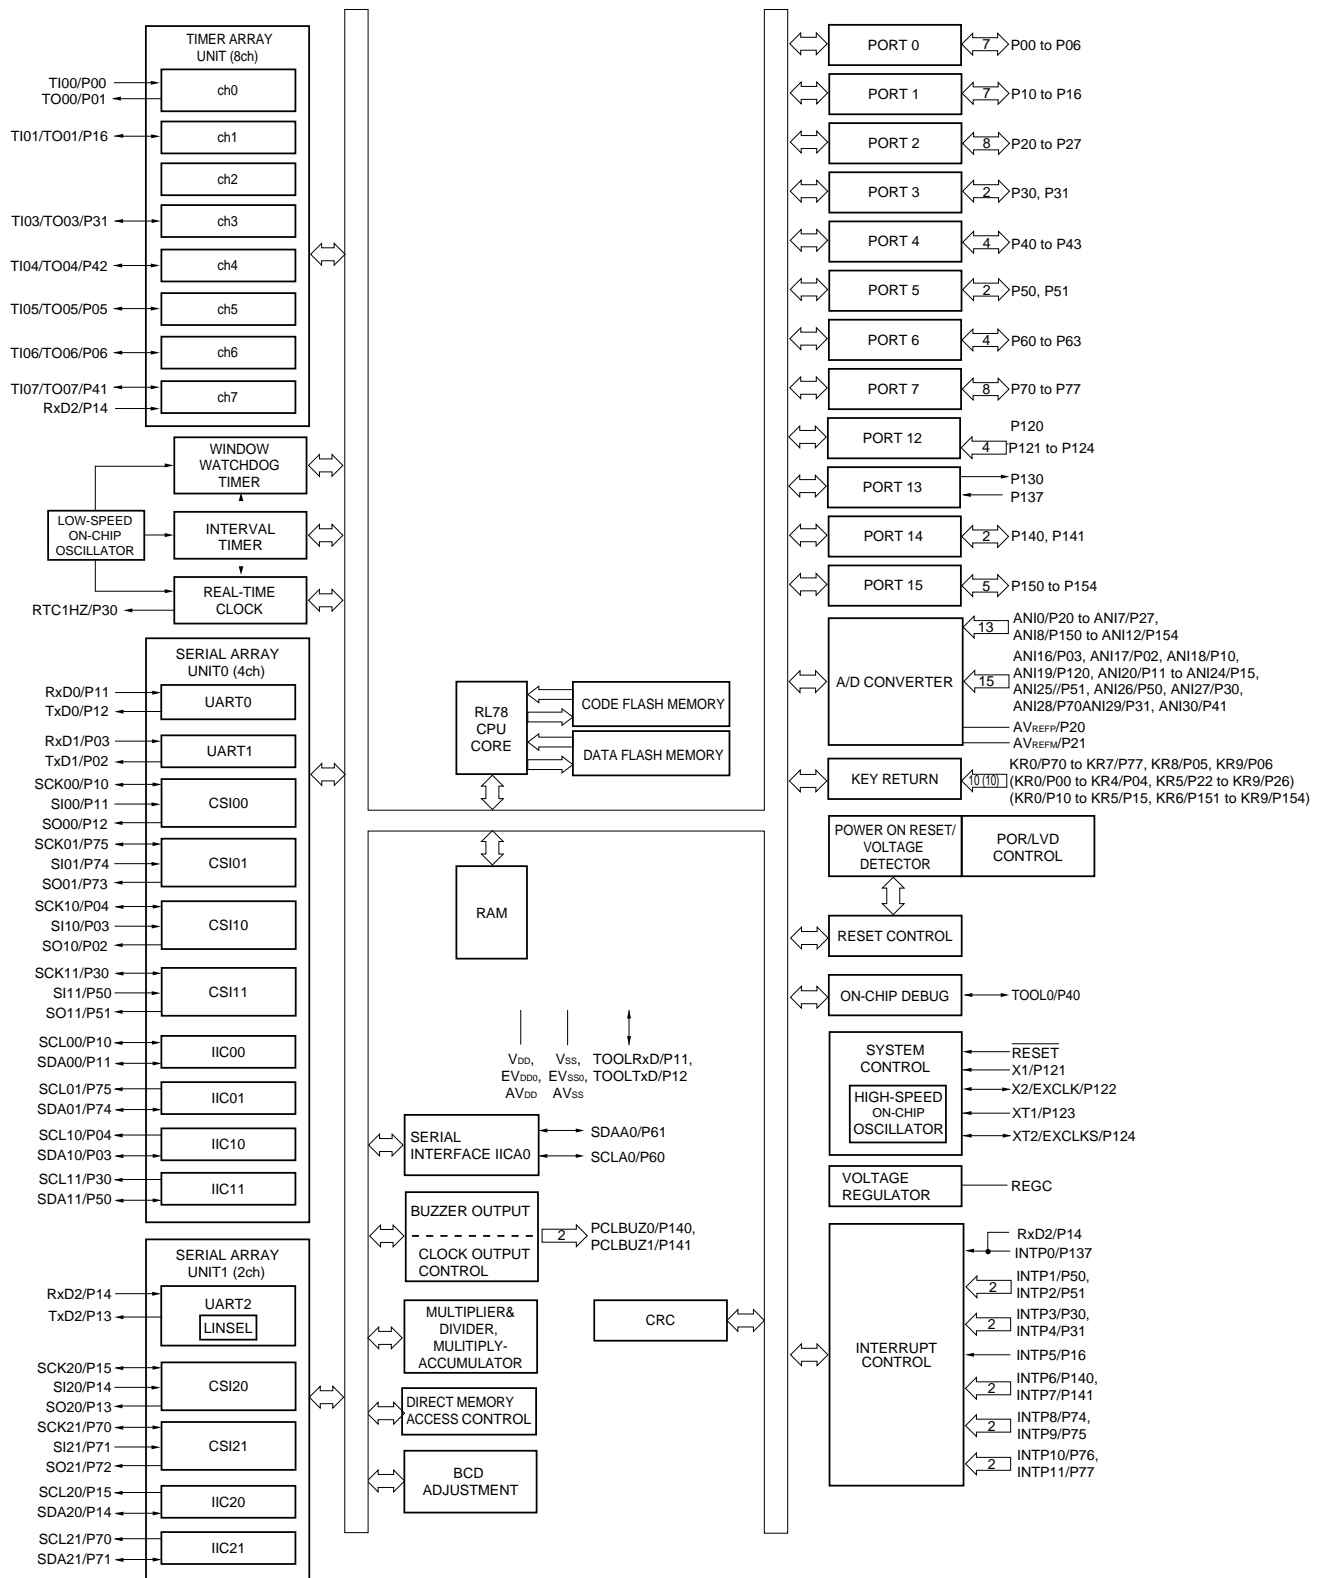 TIMER ARRAY
UNIT (8ch)
TI00/P00
TO00/P01
ch0
TI01/TO01/P16
ch1
ch2
TI03/TO03/P31
ch3
TI04/TO04/P42
ch4
TI05/TO05/P05
ch5
TI06/TO06/P06
ch6
TI07/TO07/P41
RxD2/P14
ch7
WINDOW
WATCHDOG
TIMER
LOW-SPEED
ON-CHIP
OSCILLATOR
INTERVAL
TIMER
REAL-TIME
CLOCK
RTC1HZ/P30
SERIAL ARRAY
UNIT0 (4ch)
RxD0/P11
TxD0/P12
UART0
RxD1/P03
TxD1/P02
UART1
SCK00/P10
SI00/P11
SO00/P12
CSI00
SCK01/P75
SI01/P74
SO01/P73
CSI01
SCK10/P04
SI10/P03
SO10/P02
CSI10
SCK11/P30
SI11/P50
SO11/P51
CSI11
SCL00/P10
SDA00/P11
IIC00
SCL01/P75
SDA01/P74
IIC01
SCL10/P04
SDA10/P03
IIC10
SCL11/P30
SDA11/P50
IIC11
SERIAL ARRAY
UNIT1 (2ch)
RxD2/P14
TxD2/P13
UART2
LINSEL
SCK20/P15
SI20/P14
SO20/P13
CSI20
SCK21/P70
SI21/P71
SO21/P72
CSI21
SCL20/P15
SDA20/P14
IIC20
SCL21/P70
SDA21/P71
IIC21
RL78
CPU
CORE
CODE FLASH MEMORY
DATA FLASH MEMORY
RAM
VDD,
EVDD0,
AVDD
VSS,
EVSS0,
AVSS
TOOLRxD/P11,
TOOLTxD/P12
SERIAL
INTERFACE IICA0
SDAA0/P61
SCLA0/P60
BUZZER OUTPUT
CLOCK OUTPUT
CONTROL
2
PCLBUZ0/P140,
PCLBUZ1/P141
MULTIPLIER&
DIVIDER,
MULITIPLY-
ACCUMULATOR
CRC
DIRECT MEMORY
ACCESS CONTROL
BCD
ADJUSTMENT
PORT 0
7
P00 to P06
PORT 1
7
P10 to P16
PORT 2
8
P20 to P27
PORT 3
2
P30, P31
PORT 4
4
P40 to P43
PORT 5
2
P50, P51
PORT 6
4
P60 to P63
PORT 7
8
P70 to P77
PORT 12
P120
4
P121 to P124
PORT 13
P130
P137
PORT 14
2
P140, P141
PORT 15
5
P150 to P154
A/D CONVERTER
13
ANI0/P20 to ANI7/P27,
ANI8/P150 to ANI12/P154
15
ANI16/P03, ANI17/P02, ANI18/P10,
ANI19/P120, ANI20/P11 to ANI24/P15,
ANI25//P51, ANI26/P50, ANI27/P30,
ANI28/P70ANI29/P31, ANI30/P41
AVREFP/P20
AVREFM/P21
KEY RETURN
10 (10)
KR0/P70 to KR7/P77, KR8/P05, KR9/P06
(KR0/P00 to KR4/P04, KR5/P22 to KR9/P26)
(KR0/P10 to KR5/P15, KR6/P151 to KR9/P154)
POWER ON RESET/
VOLTAGE
DETECTOR
POR/LVD
CONTROL
RESET CONTROL
ON-CHIP DEBUG
TOOL0/P40
SYSTEM
CONTROL
HIGH-SPEED
ON-CHIP
OSCILLATOR
RESET
X1/P121
X2/EXCLK/P122
XT1/P123
XT2/EXCLKS/P124
VOLTAGE
REGULATOR
REGC
INTERRUPT
CONTROL
RxD2/P14
INTP0/P137
2
INTP1/P50,
INTP2/P51
2
INTP3/P30,
INTP4/P31
INTP5/P16
2
INTP6/P140,
INTP7/P141
2
INTP8/P74,
INTP9/P75
2
INTP10/P76,
INTP11/P77